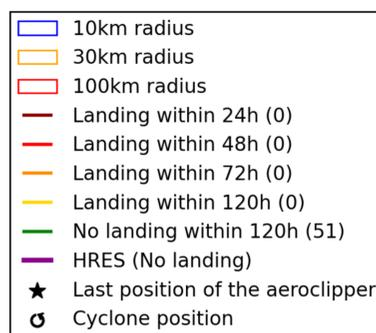 10km radius
30km radius
100km radius
Landing within 24h (0)
Landing within 48h (0)
Landing within 72h (0)
Landing within 120h (0)
No landing within 120h (51)
HRES (No landing)
Last position of the aeroclipper
Cyclone position